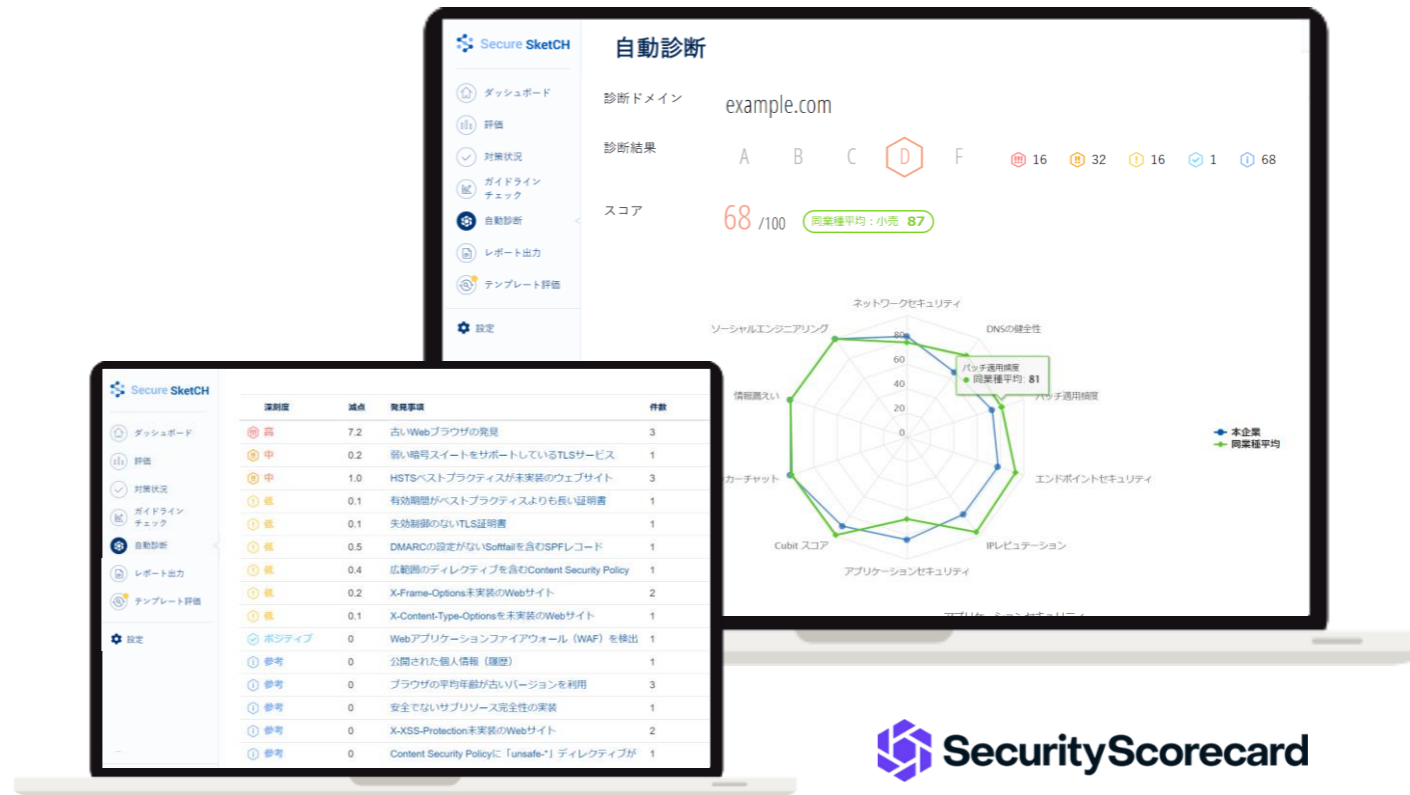 Secure SketCH
自動診断
ダッシュボード
評価
対策状況
ガイドライン
チェック
自動診断
レポート出力
テンプレート評価
設定
診断ドメイン
example.com
診断結果
A B C D F
16 32 16 1 68
スコア
68 /100
同業種平均 : 小売 87
ネットワークセキュリティ
ソーシャルエンジニアリング
DNSの健全性
80
60
40
20
0
パッチ適用頻度
同業種平均: 81
情報漏えい
パッチ適用頻度
カーチャット
エンドポイントセキュリティ
Cubit スコア
IPレピュテーション
アプリケーションセキュリティ
本企業
同業種平均
Secure SketCH
ダッシュボード
評価
対策状況
ガイドライン
チェック
自動診断
レポート出力
テンプレート評価
設定
深刻度 減点 発見事項 件数
高 7.2 古いWebブラウザの発見 3
中 0.2 弱い暗号スイートをサポートしているTLSサービス 1
中 1.0 HSTSベストプラクティスが未実装のウェブサイト 3
低 0.1 有効期間がベストプラクティスよりも長い証明書 1
低 0.1 失効制御のないTLS証明書 1
低 0.5 DMARCの設定がないSoftfailを含むSPFレコード 1
低 0.4 広範囲のディレクティブを含むContent Security Policy 1
低 0.2 X-Frame-Options未実装のWebサイト 2
低 0.1 X-Content-Type-Optionsを未実装のWebサイト 1
ポジティブ 0 Webアプリケーションファイアウォール（WAF）を検出 1
参考 0 公開された個人情報（履歴） 1
参考 0 ブラウザの平均年齢が古いバージョンを利用 3
参考 0 安全でないサブリソース完全性の実装 1
参考 0 X-XSS-Protection未実装のWebサイト 2
参考 0 Content Security Policyに「unsafe-*」ディレクティブが 1
SecurityScorecard